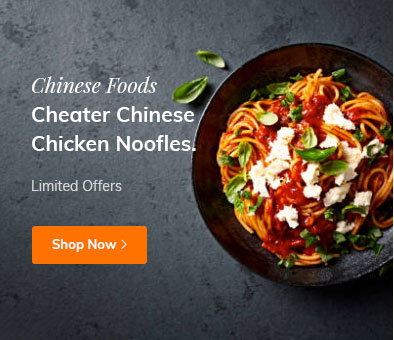 Chinese Foods
Cheater Chinese
Chicken Noofles.
Limited Offers
Shop Now >